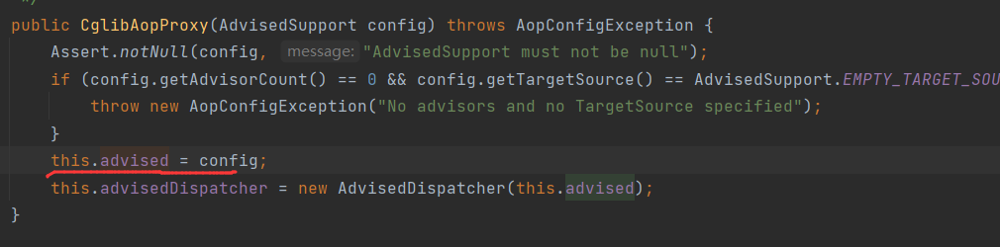 */
public CglibAopProxy(AdvisedSupport config) throws AopConfigException {
Assert.notNull(config, message: "AdvisedSupport must not be null");
if (config.getAdvisorCount() == 0 && config.getTargetSource() == AdvisedSupport.EMPTY_TARGET_SOU
throw new AopConfigException("No advisors and no TargetSource specified");
}
this.advised = config;
this.advisedDispatcher = new AdvisedDispatcher(this.advised);
}